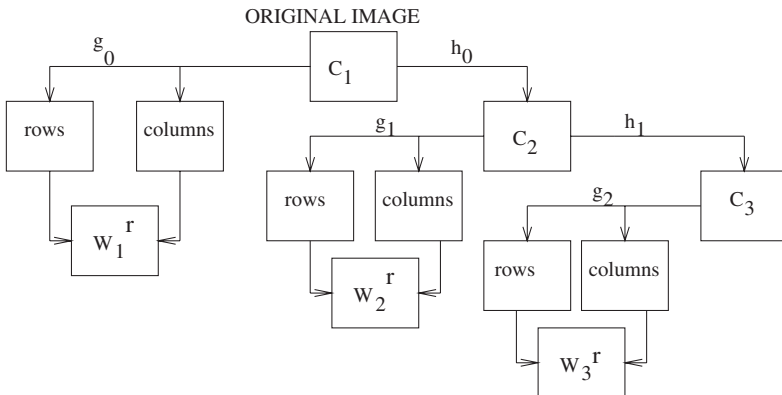 ORIGINAL IMAGE
g0
C1
h0
rows
columns
g1
C2
h1
W1r
rows
columns
g2
C3
W2r
rows
columns
W3r